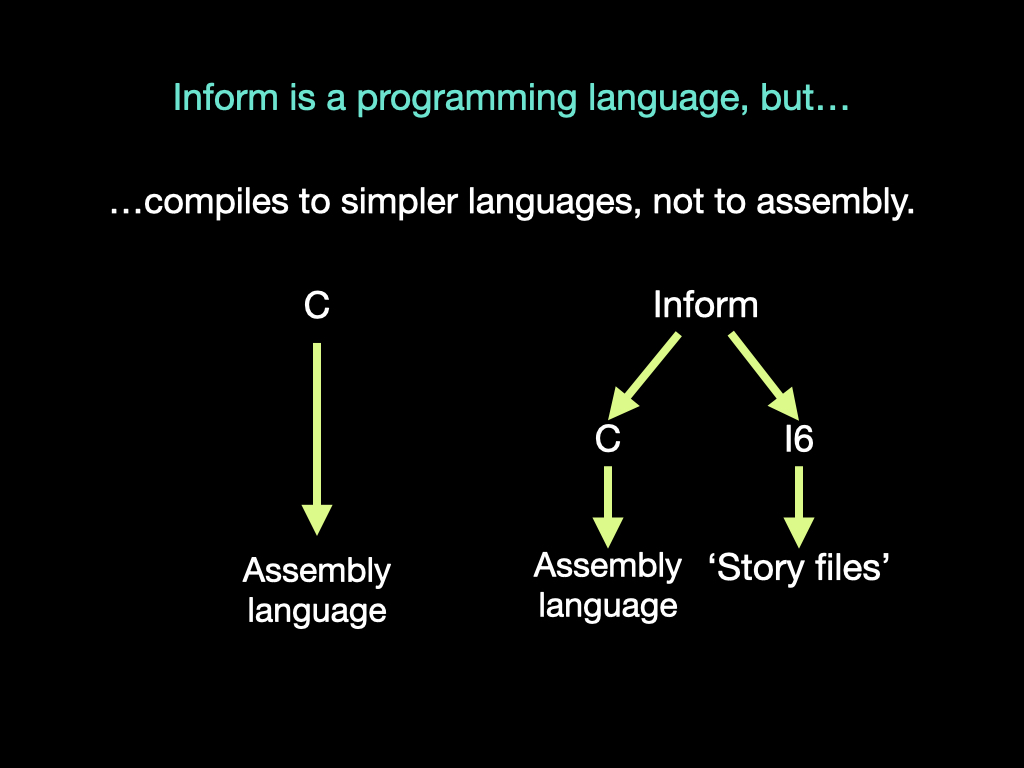 Inform is a programming language, but…
…compiles to simpler languages, not to assembly.
C
Inform
C
I6
Assembly
language
Assembly
language
‘Story files’